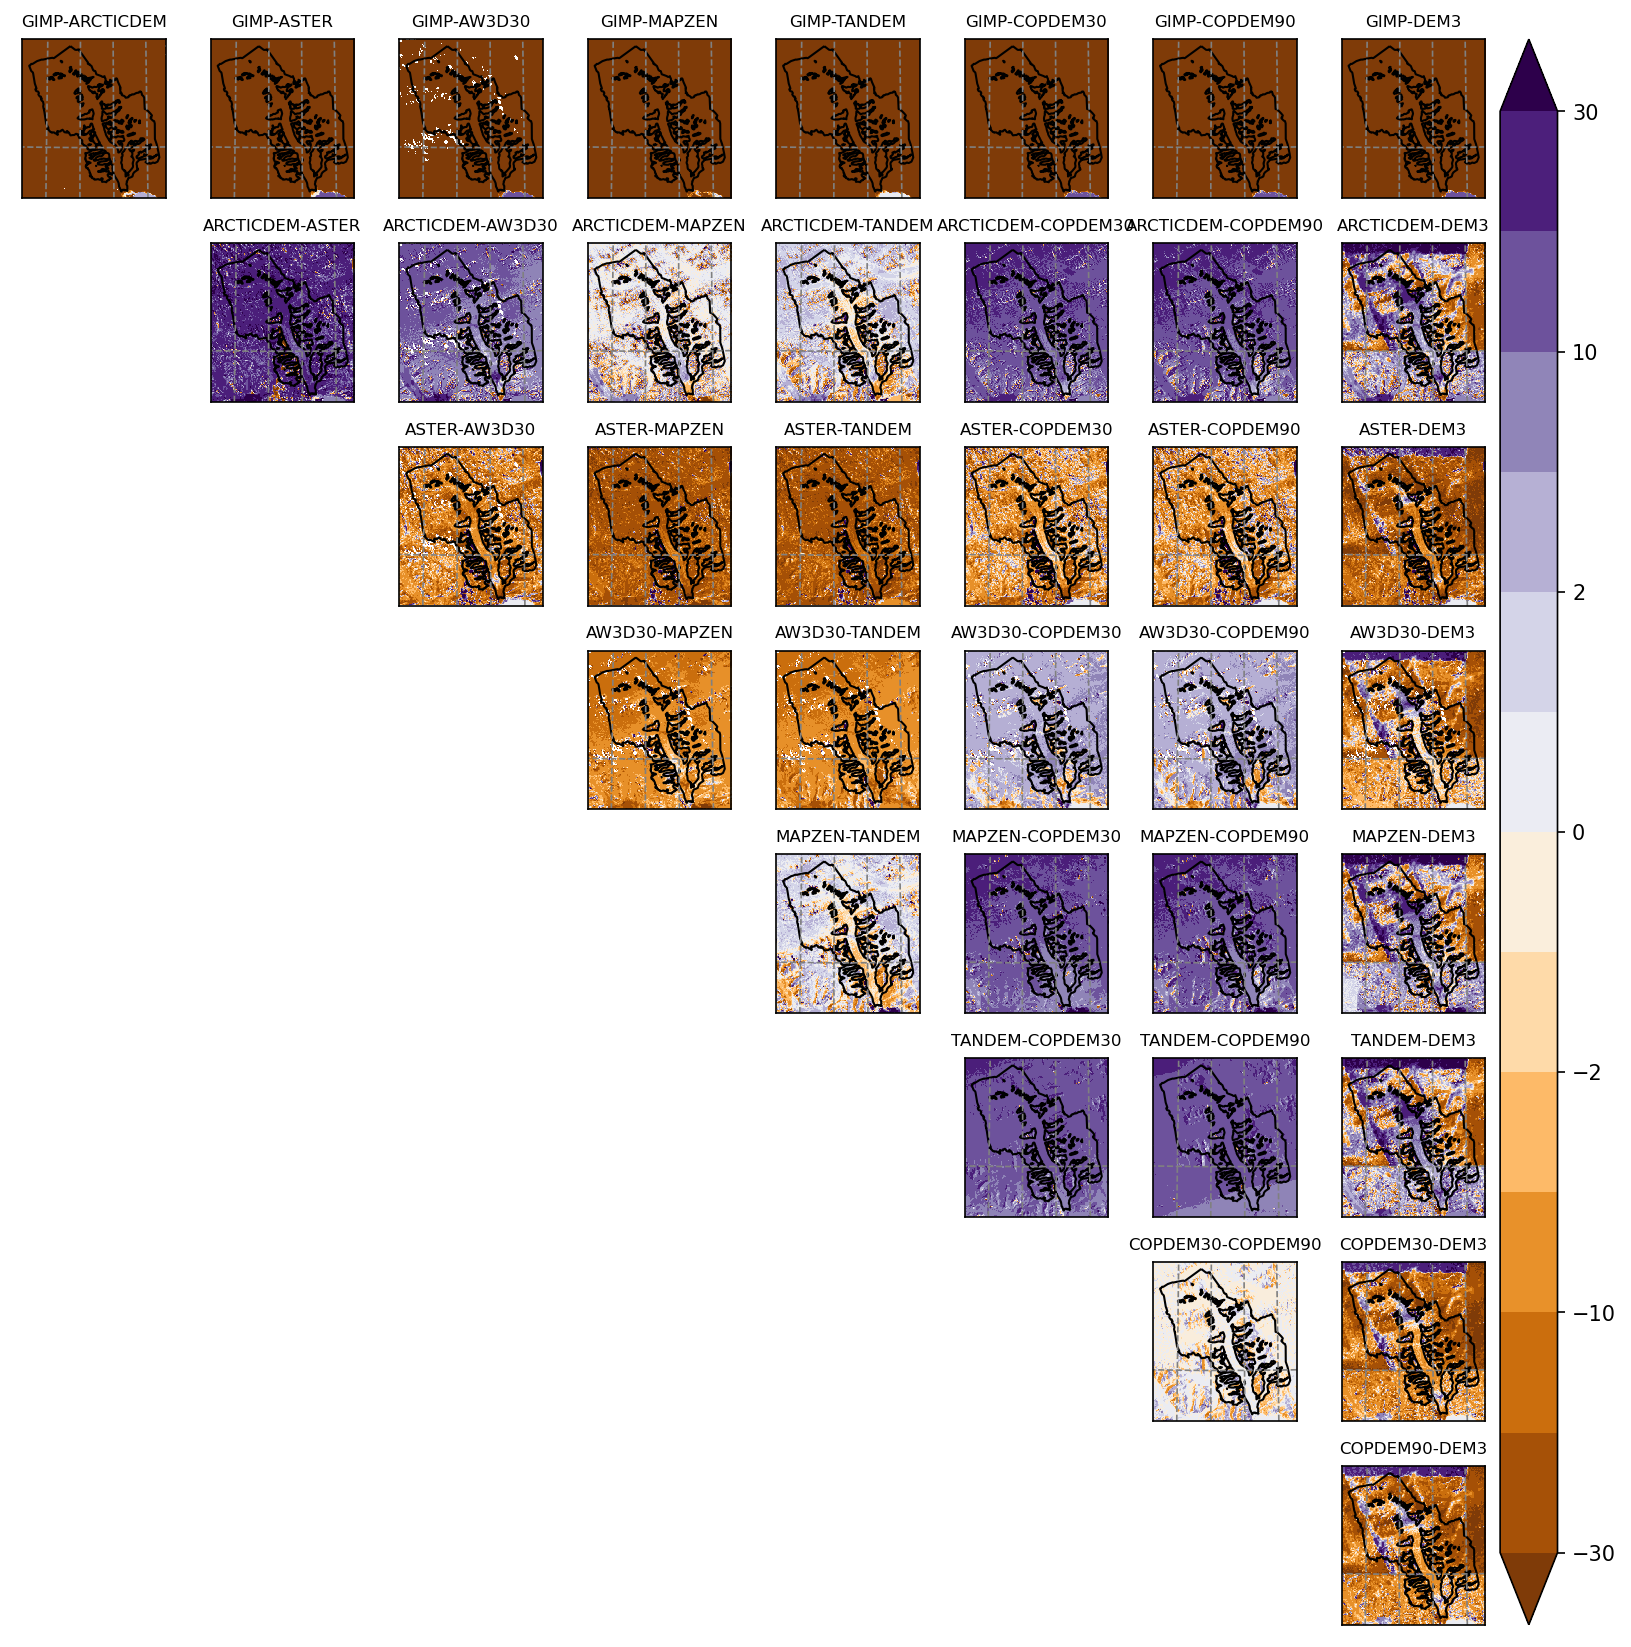 GIMP-ARCTICDEM GIMP-ASTER GIMP-AW3D30 GIMP-MAPZEN GIMP-TANDEM GIMP-COPDEM30 GIMP-COPDEM90 GIMP-DEM3
30
ARCTICDEM-ASTER ARCTICDEM-AW3D30 ARCTICDEM-MAPZEN ARCTICDEM-TANDEM ARCTICDEM-COPDEM30 ARCTICDEM-COPDEM90 ARCTICDEM-DEM3
10
ASTER-AW3D30 ASTER-MAPZEN ASTER-TANDEM ASTER-COPDEM30 ASTER-COPDEM90 ASTER-DEM3
2
AW3D30-MAPZEN AW3D30-TANDEM AW3D30-COPDEM30 AW3D30-COPDEM90 AW3D30-DEM3
0
MAPZEN-TANDEM MAPZEN-COPDEM30 MAPZEN-COPDEM90 MAPZEN-DEM3
TANDEM-COPDEM30 TANDEM-COPDEM90 TANDEM-DEM3
−2
COPDEM30-COPDEM90 COPDEM30-DEM3
−10
COPDEM90-DEM3
−30